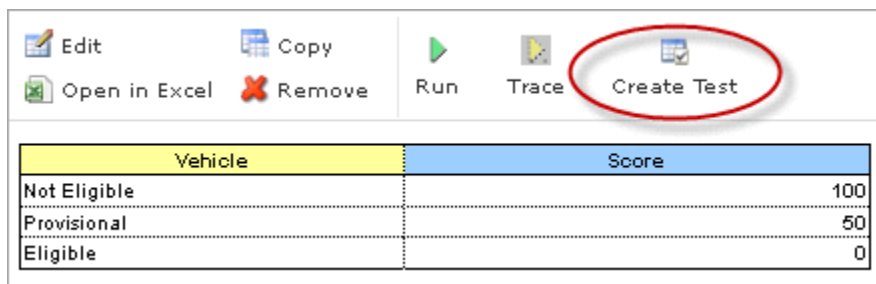 Edit Copy
Open in Excel Remove Run Trace Create Test
Vehicle Score
Not Eligible 100
Provisional 50
Eligible 0